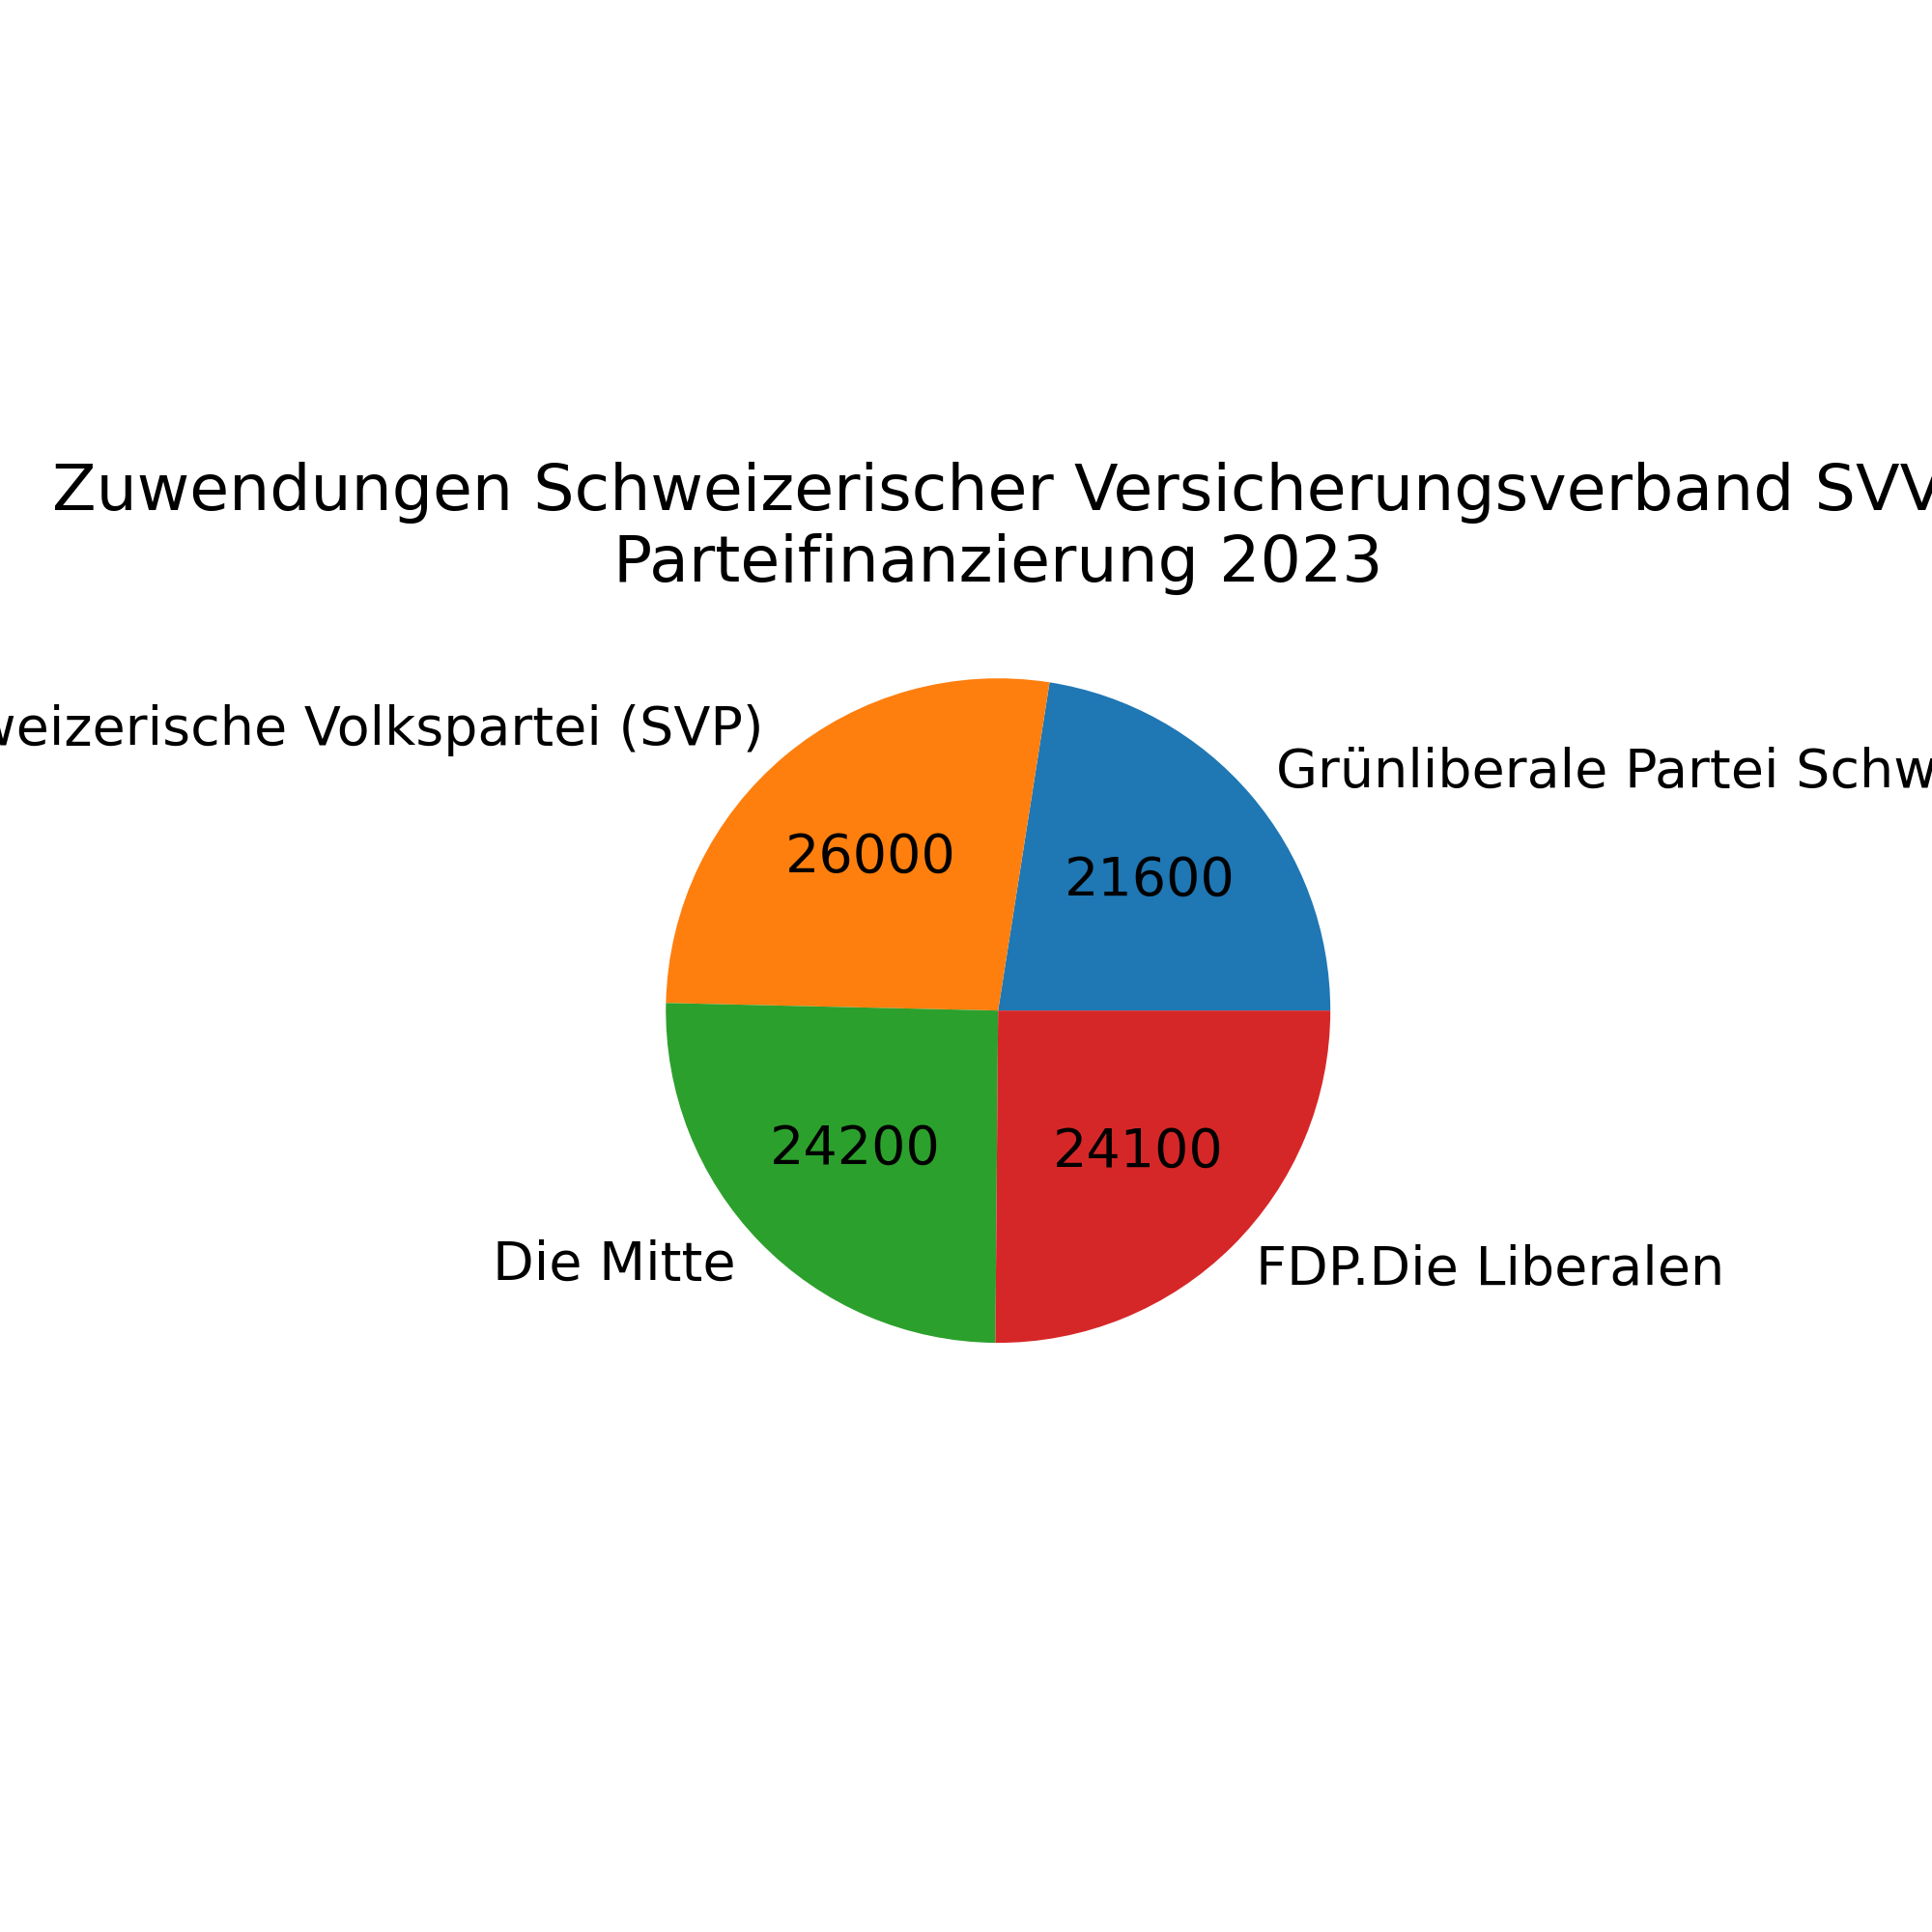 Zuwendungen Schweizerischer Versicherungsverband SVV
Parteifinanzierung 2023
weizerische Volkspartei (SVP)
Grünliberale Partei Schw
26000
21600
24200
24100
Die Mitte
FDP.Die Liberalen